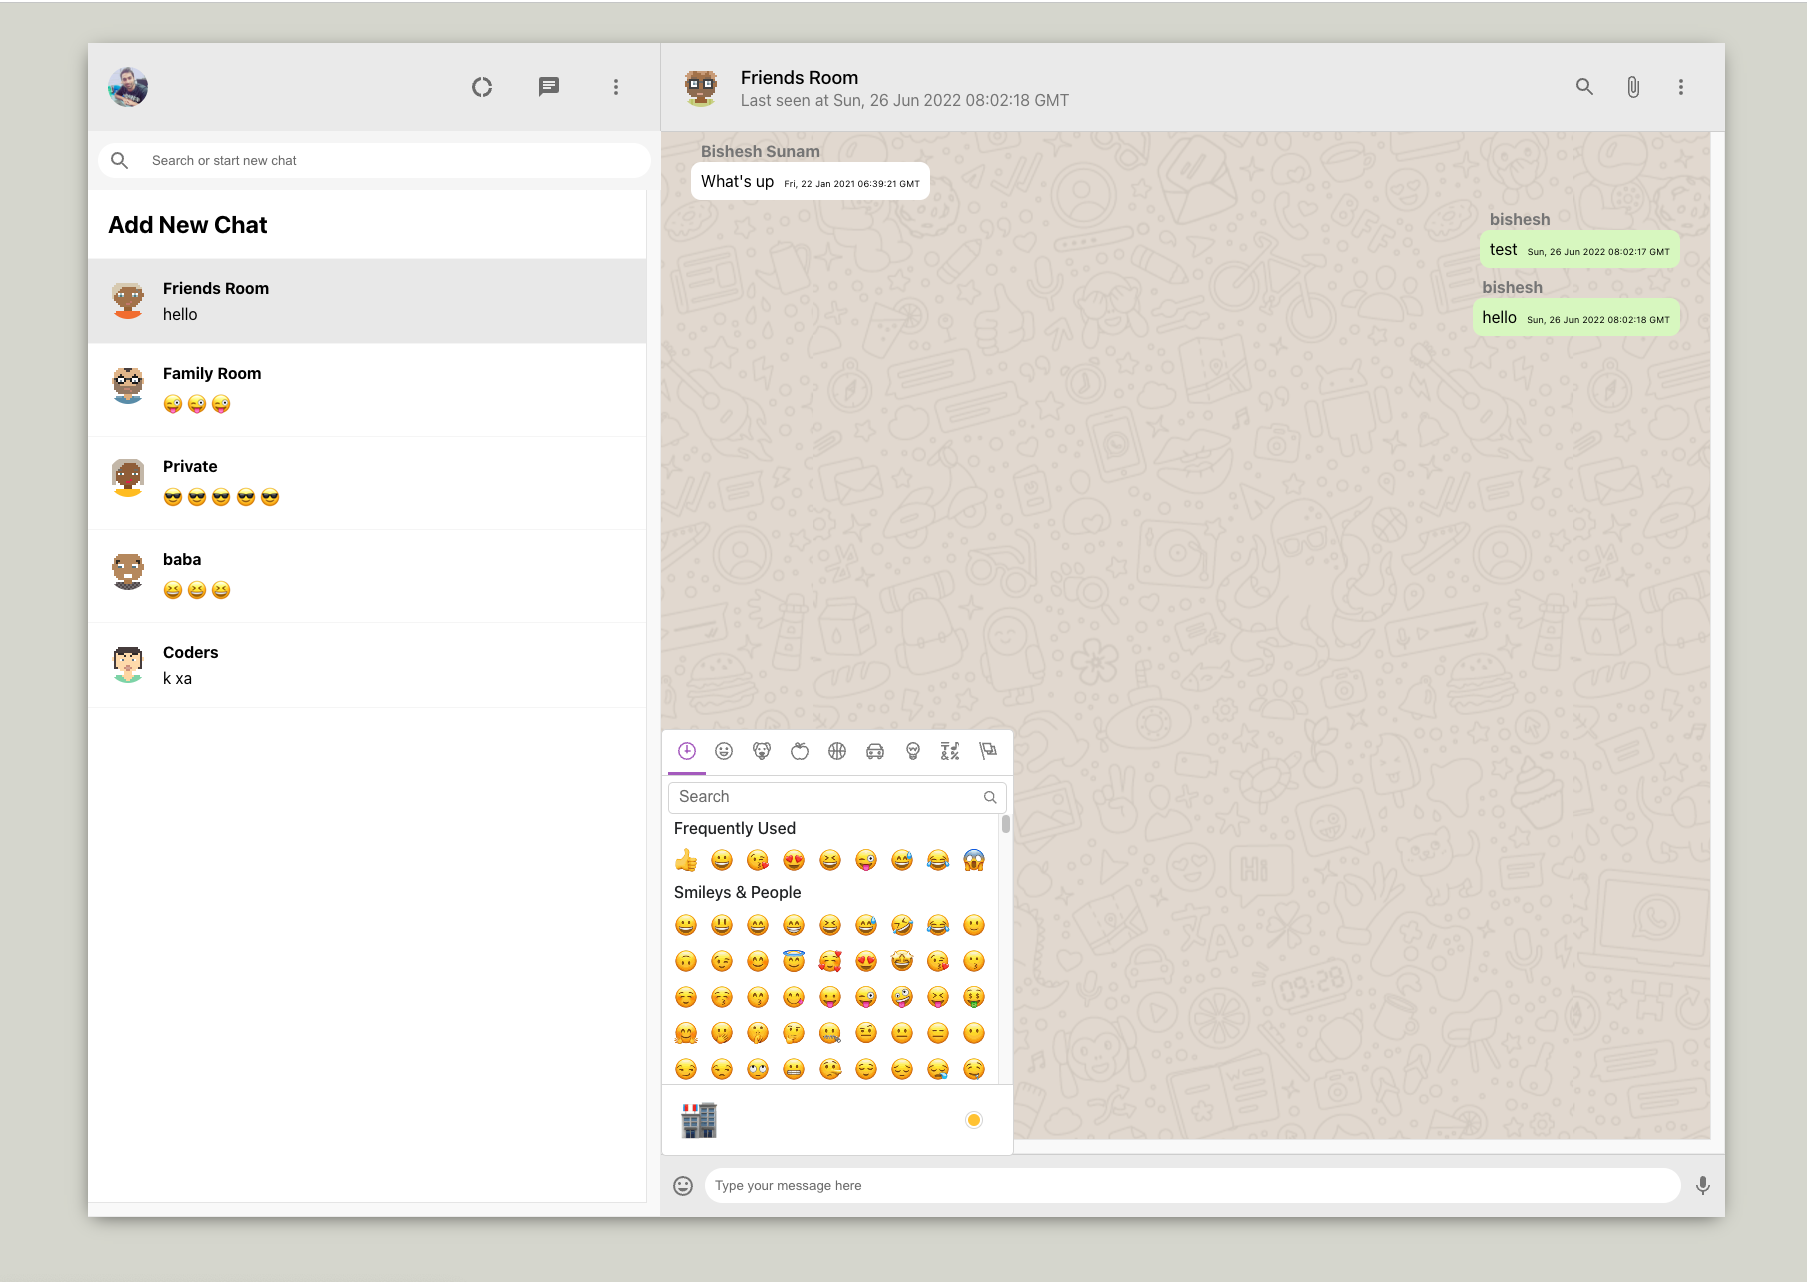 Friends Room
Last seen at Sun, 26 Jun 2022 08:02:18 GMT
Search or start new chat
Add New Chat
Friends Room
hello
Family Room
😜😜😜
Private
😎😎😎😎😎
baba
😆😆😆
Coders
k xa
Bishesh Sunam
What's up Fri, 22 Jan 2021 06:39:21 GMT
bishesh
test Sun, 26 Jun 2022 08:02:17 GMT
bishesh
hello Sun, 26 Jun 2022 08:02:18 GMT
Hi
09:28
Search
Frequently Used
Smileys & People
Type your message here